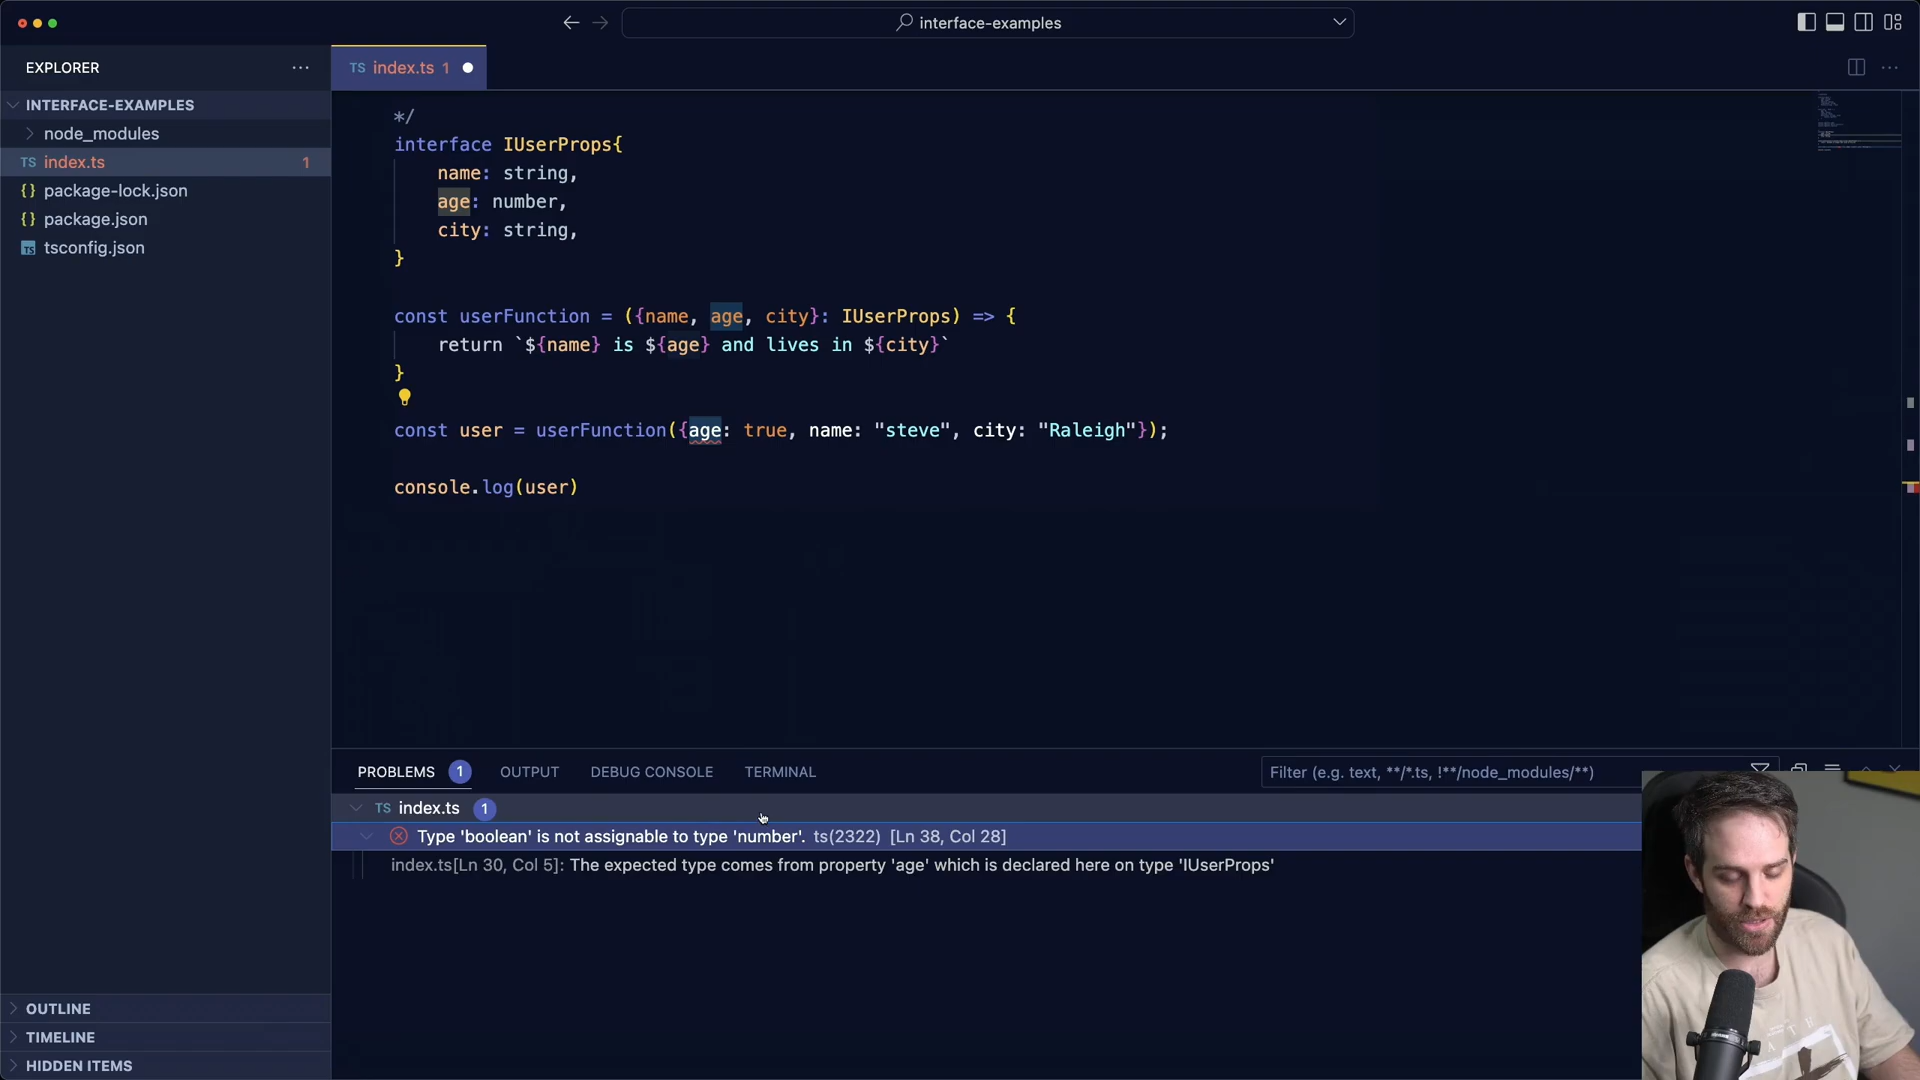 interface-examples
EXPLORER
TS index.ts 1
INTERFACE-EXAMPLES
node_modules
TS index.ts 1
{} package-lock.json
{} package.json
TS tsconfig.json
*/
interface IUserProps{
name: string,
age: number,
city: string,
}
const userFunction = ({name, age, city}: IUserProps) => {
return `${name} is ${age} and lives in ${city}`
}
const user = userFunction({age: true, name: "steve", city: "Raleigh"});
console.log(user)
PROBLEMS 1 OUTPUT DEBUG CONSOLE TERMINAL
Filter (e.g. text, **/*.ts, !**/node_modules/**)
TS index.ts 1
Type 'boolean' is not assignable to type 'number'. ts(2322) [Ln 38, Col 28]
index.ts[Ln 30, Col 5]: The expected type comes from property 'age' which is declared here on type 'IUserProps'
OUTLINE
TIMELINE
HIDDEN ITEMS